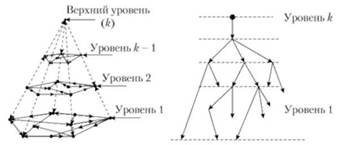 Верхний уровень
(k)
Уровень k – 1
Уровень 2
Уровень 1
Уровень k
Уровень 1